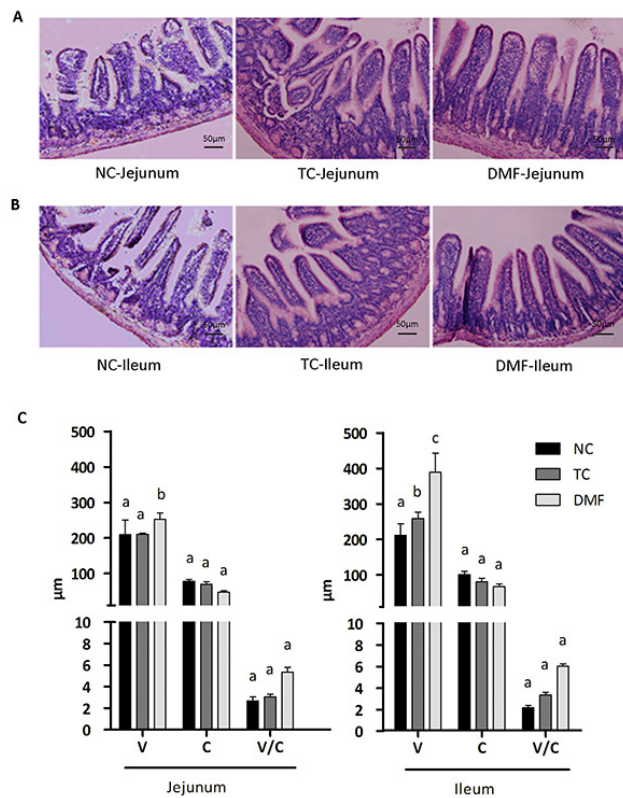 A
50μm
50μm
50μm
NC-Jejunum
TC-Jejunum
DMF-Jejunum
B
50μm
50μm
50μm
NC-Ileum
TC-Ileum
DMF-Ileum
C
500
400
300
200
100
10
8
6
4
2
0
μm
a
a
b
a
a
a
a
a
a
V
C
V/C
Jejunum
500
400
300
200
100
10
8
6
4
2
0
μm
a
b
c
a
a
a
a
a
a
V
C
V/C
Ileum
NC
TC
DMF